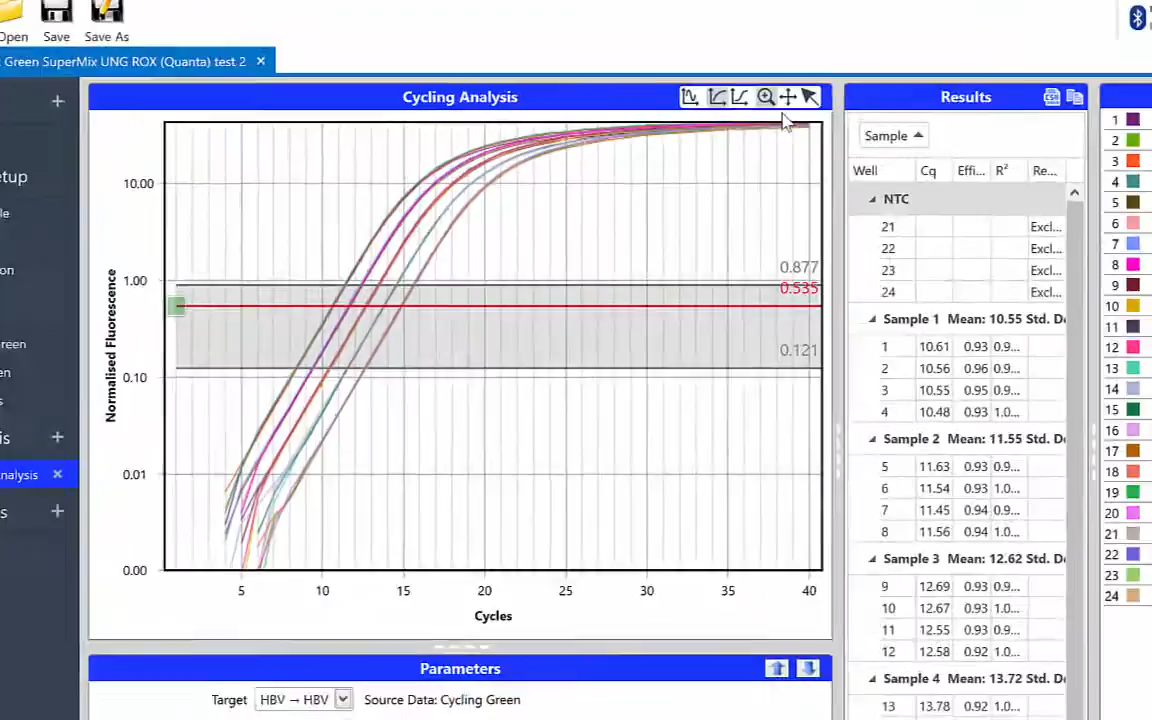 Open Save Save As
Green SuperMix UNG ROX (Quanta) test 2 ×
Cycling Analysis
Normalised Fluorescence
10.00
1.00
0.10
0.01
0.00
0.877
0.535
0.121
5 10 15 20 25 30 35 40
Cycles
Parameters
Target HBV → HBV Source Data: Cycling Green
Results
Sample
Well Cq Effi... R² Re...
NTC
21 Excl...
22 Excl...
23 Excl...
24 Excl...
Sample 1 Mean: 10.55 Std. D
1 10.61 0.93 0.9...
2 10.56 0.96 0.9...
3 10.55 0.95 0.9...
4 10.48 0.93 1.0...
Sample 2 Mean: 11.55 Std. D
5 11.63 0.93 0.9...
6 11.54 0.93 1.0...
7 11.45 0.94 0.9...
8 11.56 0.94 1.0...
Sample 3 Mean: 12.62 Std. D
9 12.69 0.93 0.9...
10 12.67 0.93 1.0...
11 12.55 0.93 0.9...
12 12.58 0.92 1.0...
Sample 4 Mean: 13.72 Std. D
13 13.78 0.92 1.0...
1
2
3
4
5
6
7
8
9
10
11
12
13
14
15
16
17
18
19
20
21
22
23
24